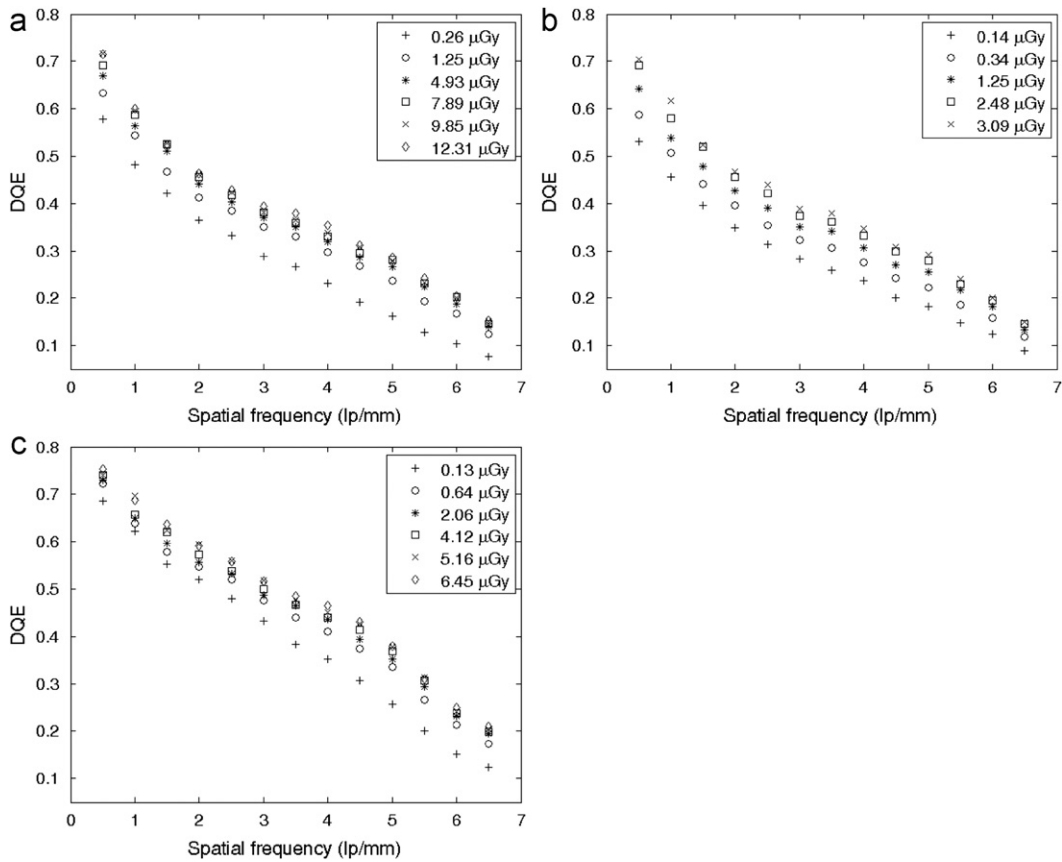 a
0.8
0.7
0.6
0.5
0.4
0.3
0.2
0.1
DQE
0 1 2 3 4 5 6 7
Spatial frequency (lp/mm)
0.26 μGy
1.25 μGy
4.93 μGy
7.89 μGy
9.85 μGy
12.31 μGy
b
0.8
0.7
0.6
0.5
0.4
0.3
0.2
0.1
DQE
0 1 2 3 4 5 6 7
Spatial frequency (lp/mm)
0.14 μGy
0.34 μGy
1.25 μGy
2.48 μGy
3.09 μGy
c
0.8
0.7
0.6
0.5
0.4
0.3
0.2
0.1
DQE
0 1 2 3 4 5 6 7
Spatial frequency (lp/mm)
0.13 μGy
0.64 μGy
2.06 μGy
4.12 μGy
5.16 μGy
6.45 μGy